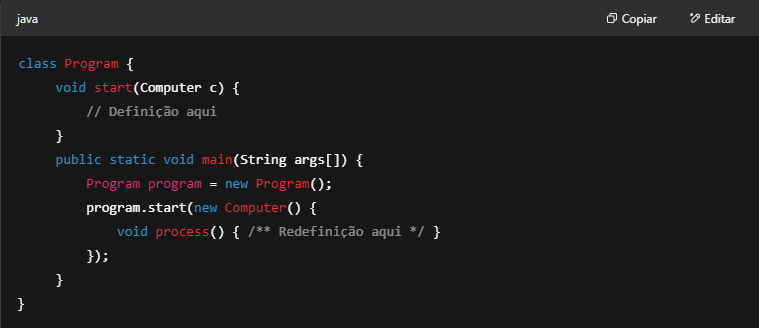 java Copiar Editar
class Program {
void start(Computer c) {
// Definição aqui
}
public static void main(String args[]) {
Program program = new Program();
program.start(new Computer() {
void process() { /** Redefinição aqui */ }
});
}
}